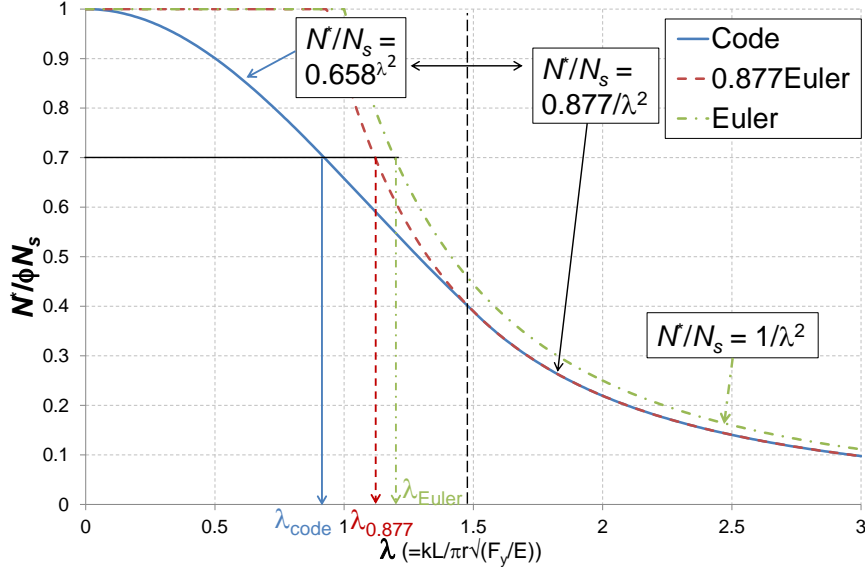 1
0.9
0.8
0.7
0.6
0.5
0.4
0.3
0.2
0.1
0
N*/ϕNs
N*/Ns =
0.658^λ²
N*/Ns =
0.877/λ²
Code
0.877Euler
Euler
N*/Ns = 1/λ²
λcode
λ0.877
λEuler
0
0.5
1
1.5
2
2.5
3
λ (=kL/πr√(Fy/E))